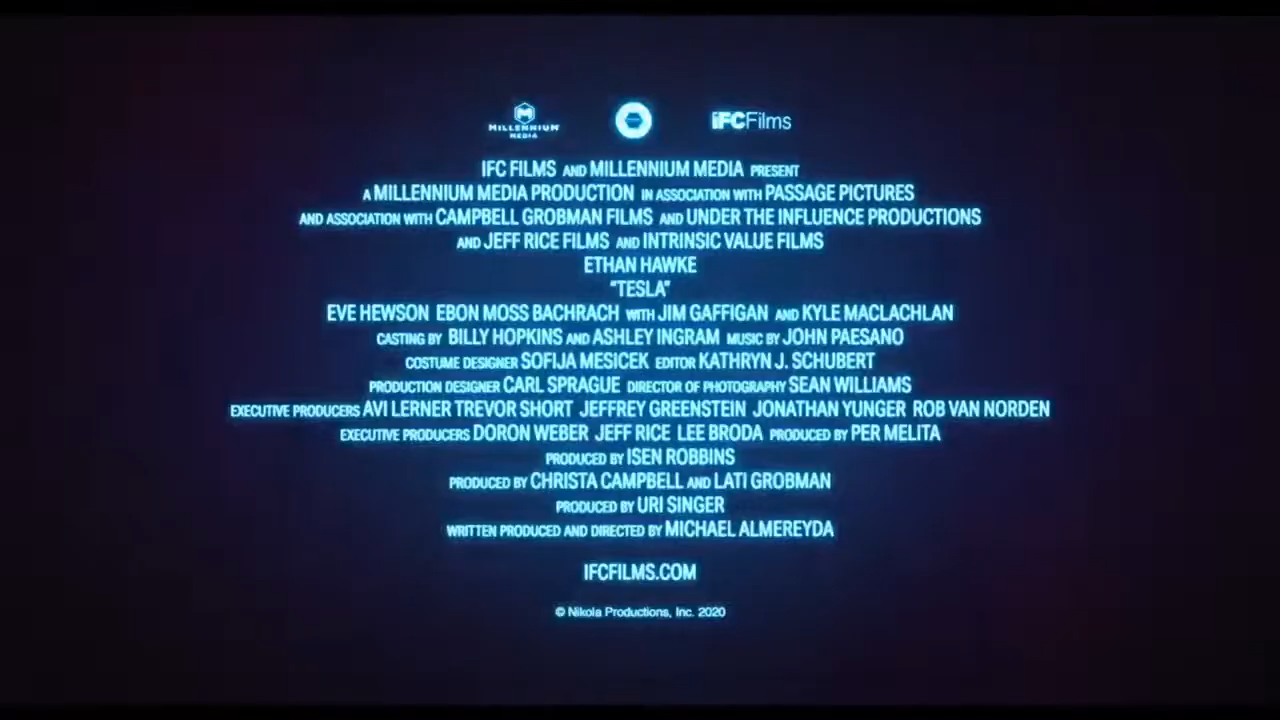 MILLENNIUM
MEDIA
IFC Films
IFC FILMS AND MILLENNIUM MEDIA PRESENT
A MILLENNIUM MEDIA PRODUCTION IN ASSOCIATION WITH PASSAGE PICTURES
AND ASSOCIATION WITH CAMPBELL GROBMAN FILMS AND UNDER THE INFLUENCE PRODUCTIONS
AND JEFF RICE FILMS AND INTRINSIC VALUE FILMS
ETHAN HAWKE
"TESLA"
EVE HEWSON EBON MOSS BACHRACH WITH JIM GAFFIGAN AND KYLE MACLACHLAN
CASTING BY BILLY HOPKINS AND ASHLEY INGRAM MUSIC BY JOHN PAESANO
COSTUME DESIGNER SOFIJA MESICEK EDITOR KATHRYN J. SCHUBERT
PRODUCTION DESIGNER CARL SPRAGUE DIRECTOR OF PHOTOGRAPHY SEAN WILLIAMS
EXECUTIVE PRODUCERS AVI LERNER TREVOR SHORT JEFFREY GREENSTEIN JONATHAN YUNGER ROB VAN NORDEN
EXECUTIVE PRODUCERS DORON WEBER JEFF RICE LEE BRODA PRODUCED BY PER MELITA
PRODUCED BY ISEN ROBBINS
PRODUCED BY CHRISTA CAMPBELL AND LATI GROBMAN
PRODUCED BY URI SINGER
WRITTEN PRODUCED AND DIRECTED BY MICHAEL ALMEREYDA
IFCFILMS.COM
© Nikola Productions, Inc. 2020